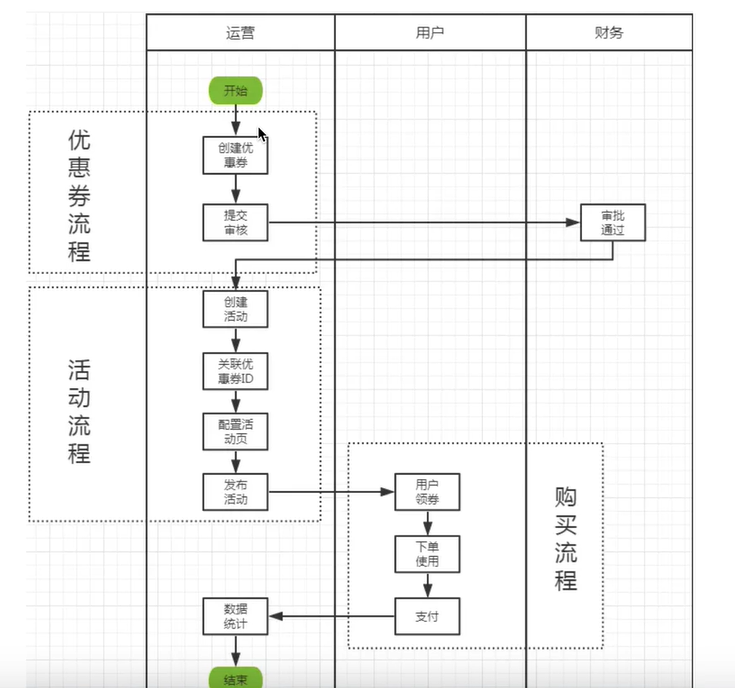 运营
用户
财务
开始
优惠券流程
创建优
惠券
提交
审核
审批
通过
活动流程
创建
活动
关联优
惠券ID
配置活
动页
发布
活动
购买流程
用户
领券
下单
使用
支付
数据
统计
结束